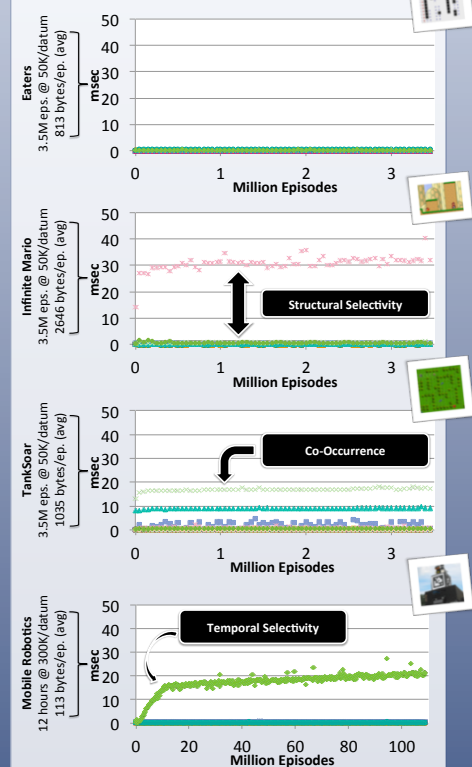 Eaters
3.5M eps. @ 50K/datum
813 bytes/ep. (avg)
msec
50
40
30
20
10
0
0 1 2 3
Million Episodes
Infinite Mario
3.5M eps. @ 50K/datum
2646 bytes/ep. (avg)
msec
50
40
30
20
10
0
Structural Selectivity
0 1 2 3
Million Episodes
TankSoar
3.5M eps. @ 50K/datum
1035 bytes/ep. (avg)
msec
50
40
30
20
10
0
Co-Occurrence
0 1 2 3
Million Episodes
Mobile Robotics
12 hours @ 300K/datum
113 bytes/ep. (avg)
msec
50
40
30
20
10
0
Temporal Selectivity
0 20 40 60 80 100
Million Episodes